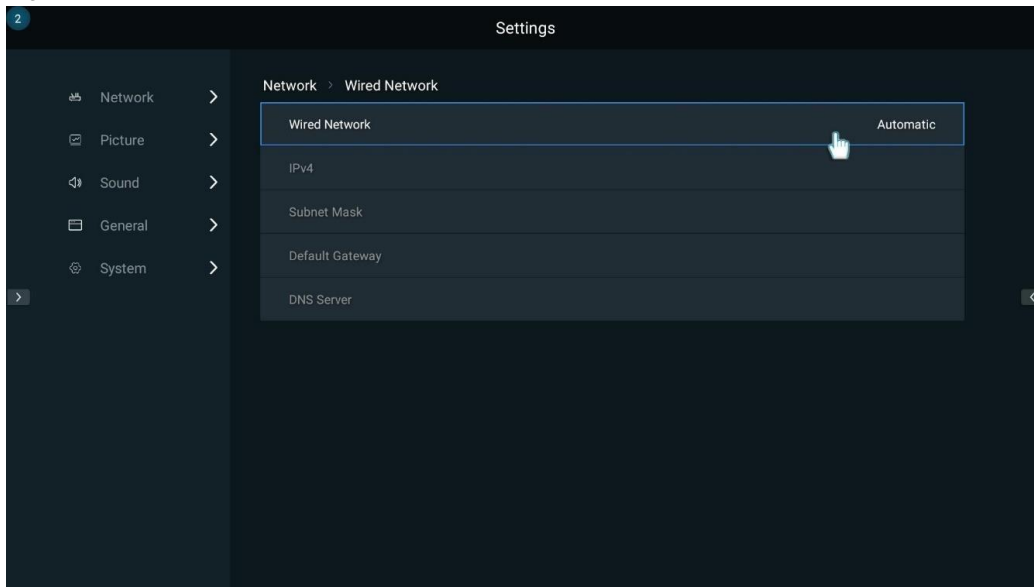 2
Settings
Network
Picture
Sound
General
System
Network > Wired Network
Wired Network Automatic
IPv4
Subnet Mask
Default Gateway
DNS Server